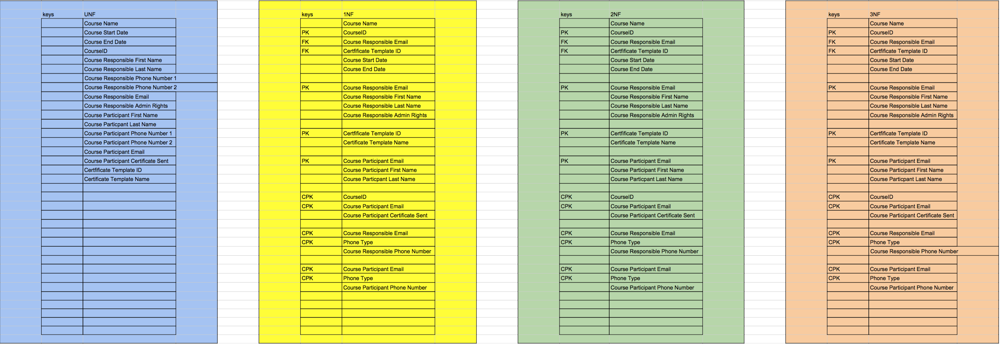 keys UNF
Course Name
Course Start Date
Course End Date
CourseID
Course Responsible First Name
Course Responsible Last Name
Course Responsible Phone Number 1
Course Responsible Phone Number 2
Course Responsible Email
Course Responsible Admin Rights
Course Participant First Name
Course Particpant Last Name
Course Participant Phone Number 1
Course Participant Phone Number 2
Course Participant Email
Course Participant Certificate Sent
Certfificate Template ID
Certificate Template Name
keys 1NF
Course Name
PK CourseID
FK Course Responsible Email
FK Certfificate Template ID
Course Start Date
Course End Date
PK Course Responsible Email
Course Responsible First Name
Course Responsible Last Name
Course Responsible Admin Rights
PK Certfificate Template ID
Certificate Template Name
PK Course Participant Email
Course Participant First Name
Course Particpant Last Name
CPK CourseID
CPK Course Participant Email
Course Participant Certificate Sent
CPK Course Responsible Email
CPK Phone Type
Course Responsible Phone Number
CPK Course Participant Email
CPK Phone Type
Course Participant Phone Number
keys 2NF
Course Name
PK CourseID
FK Course Responsible Email
FK Certfificate Template ID
Course Start Date
Course End Date
PK Course Responsible Email
Course Responsible First Name
Course Responsible Last Name
Course Responsible Admin Rights
PK Certfificate Template ID
Certificate Template Name
PK Course Participant Email
Course Participant First Name
Course Particpant Last Name
CPK CourseID
CPK Course Participant Email
Course Participant Certificate Sent
CPK Course Responsible Email
CPK Phone Type
Course Responsible Phone Number
CPK Course Participant Email
CPK Phone Type
Course Participant Phone Number
keys 3NF
Course Name
PK CourseID
FK Course Responsible Email
FK Certfificate Template ID
Course Start Date
Course End Date
PK Course Responsible Email
Course Responsible First Name
Course Responsible Last Name
Course Responsible Admin Rights
PK Certfificate Template ID
Certificate Template Name
PK Course Participant Email
Course Participant First Name
Course Particpant Last Name
CPK CourseID
CPK Course Participant Email
Course Participant Certificate Sent
CPK Course Responsible Email
CPK Phone Type
Course Responsible Phone Number
CPK Course Participant Email
CPK Phone Type
Course Participant Phone Number